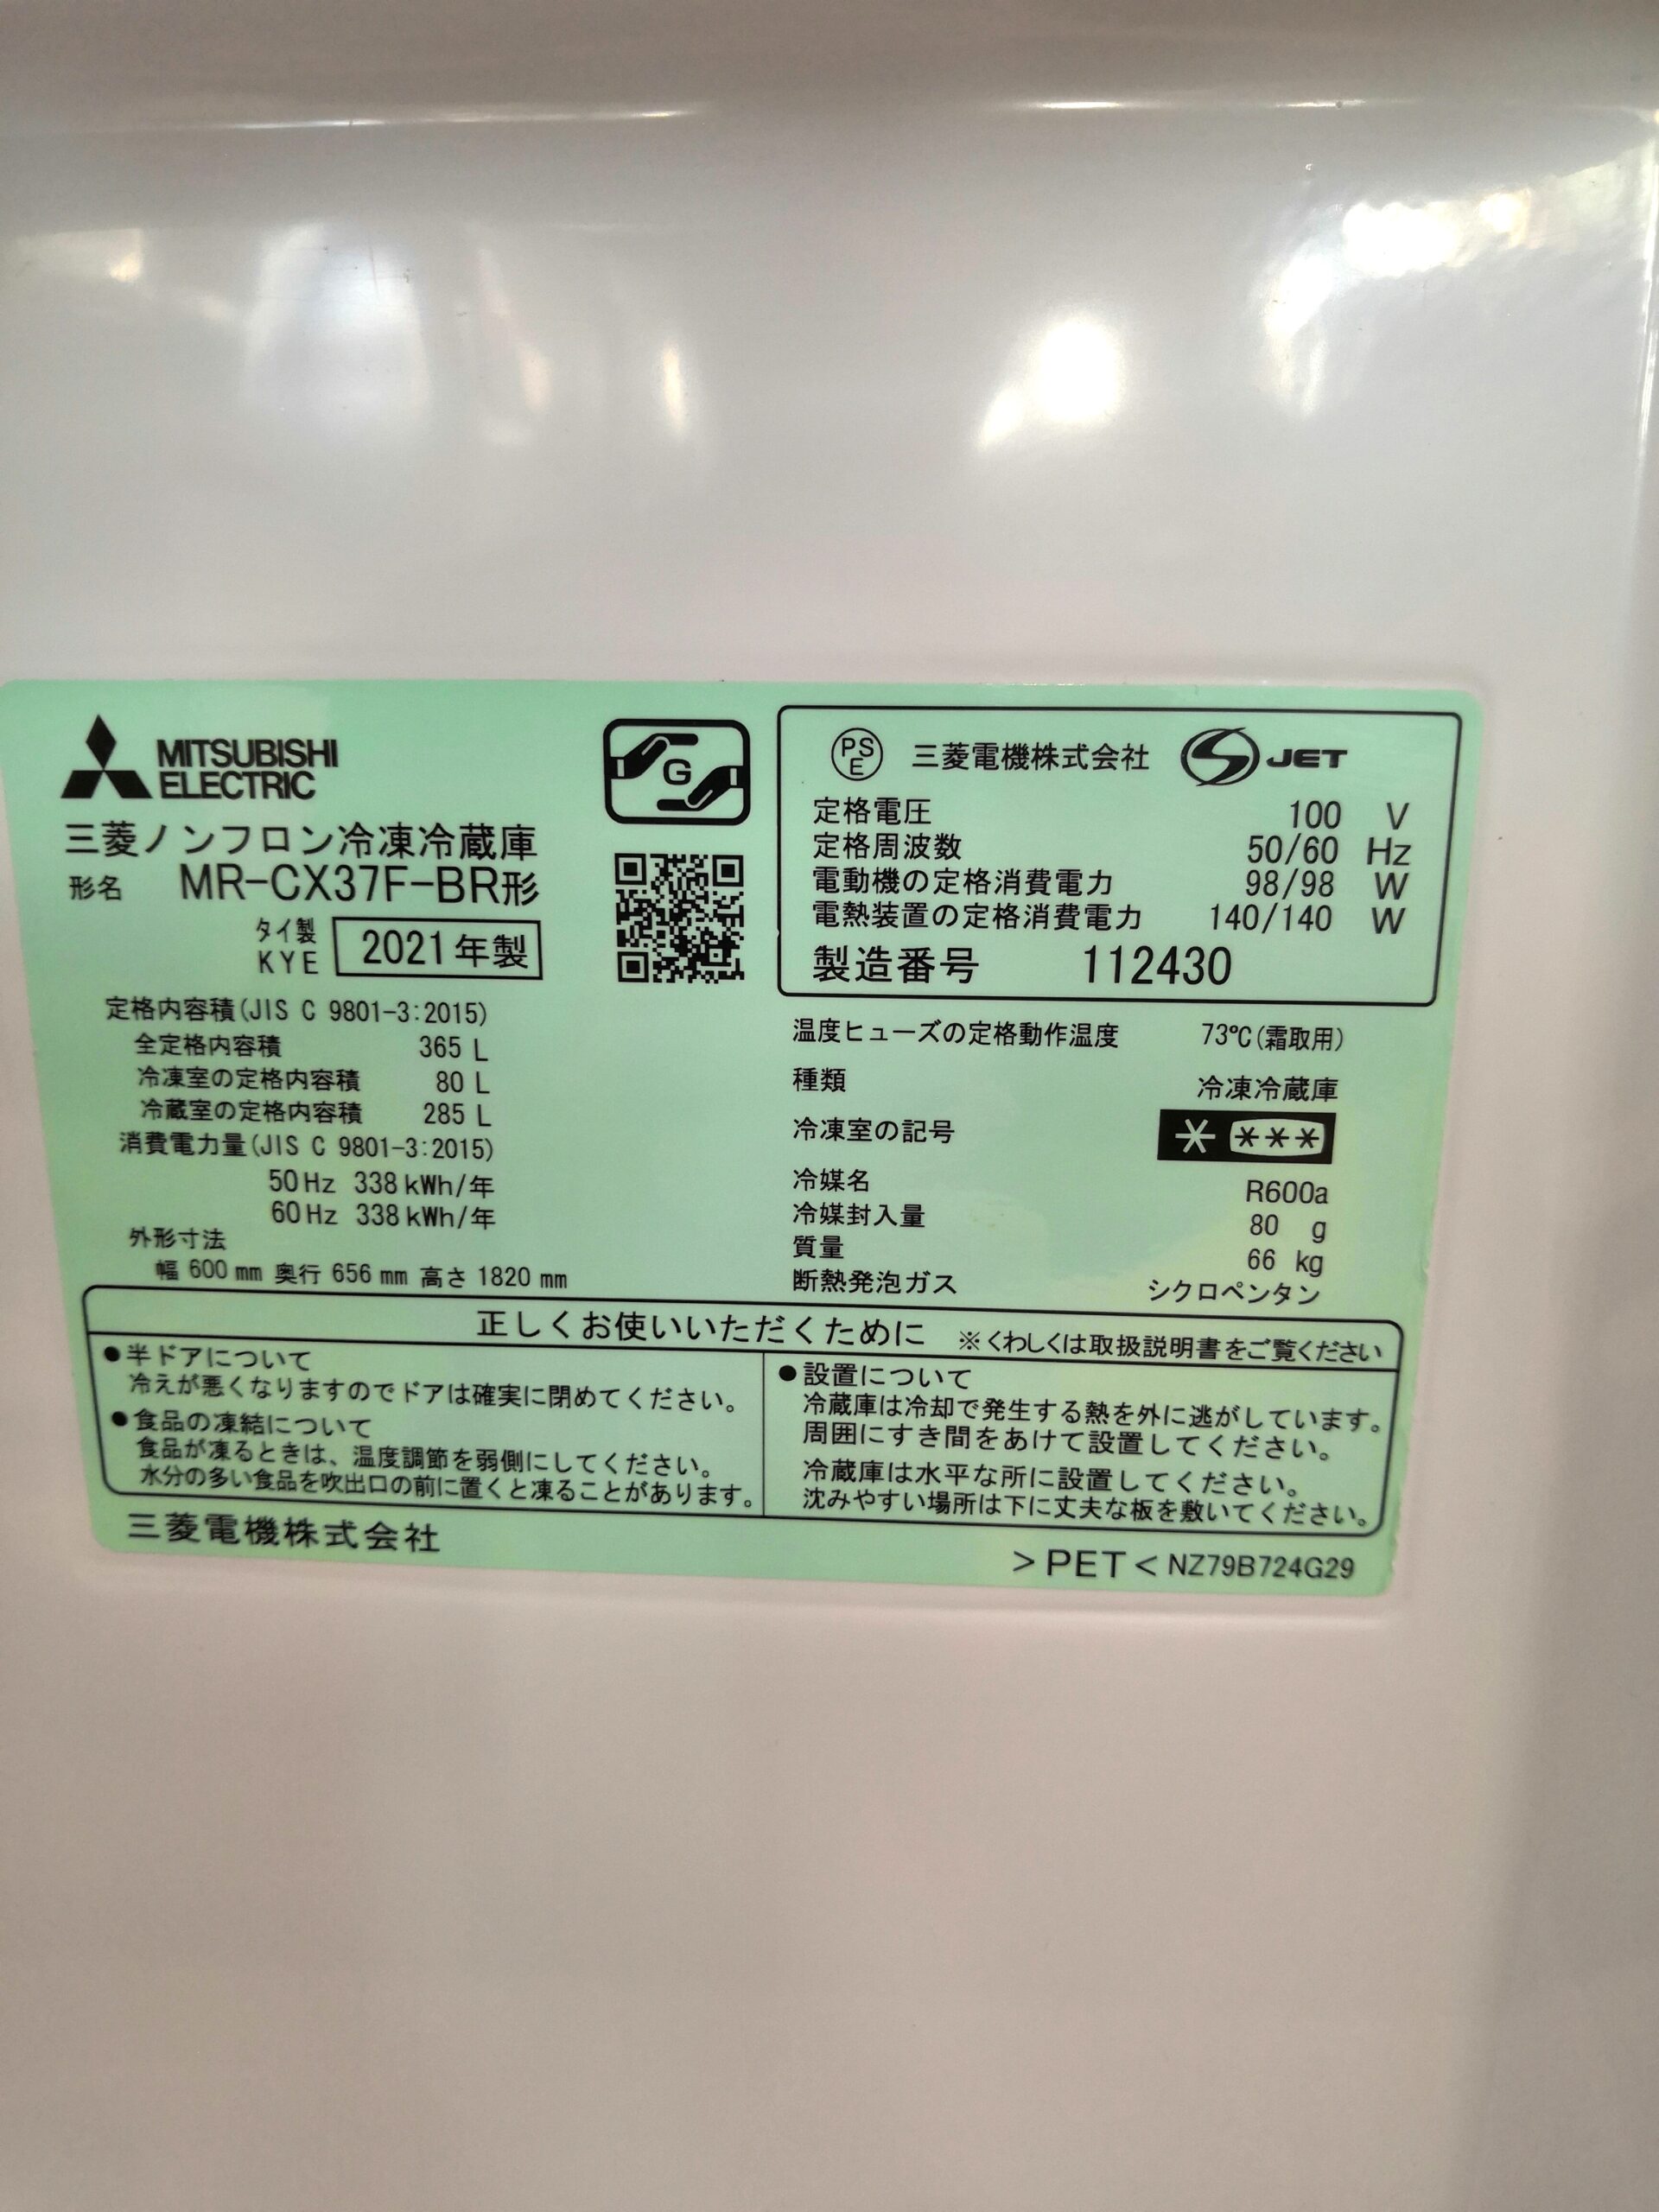 MITSUBISHI
ELECTRIC
三菱ノンフロン冷凍冷蔵庫
形名 MR-CX37F-BR形
タイ製
KYE
2021年製
定格内容積(JIS C 9801-3:2015)
全定格内容積 365 L
冷凍室の定格内容積 80 L
冷蔵室の定格内容積 285 L
消費電力量(JIS C 9801-3:2015)
50Hz 338kWh/年
60Hz 338kWh/年
外形寸法
幅 600mm 奥行 656mm 高さ 1820mm
G
PS
E
三菱電機株式会社 S JET
定格電圧 100 V
定格周波数 50/60 Hz
電動機の定格消費電力 98/98 W
電熱装置の定格消費電力 140/140 W
製造番号 112430
温度ヒューズの定格動作温度 73℃(霜取用)
種類 冷凍冷蔵庫
冷凍室の記号 * ***
冷媒名 R600a
冷媒封入量 80 g
質量 66 kg
断熱発泡ガス シクロペンタン
正しくお使いいただくために ※くわしくは取扱説明書をご覧ください
●半ドアについて
冷えが悪くなりますのでドアは確実に閉めてください。
●食品の凍結について
食品が凍るときは、温度調節を弱側にしてください。
水分の多い食品を吹出口の前に置くと凍ることがあります。
●設置について
冷蔵庫は冷却で発生する熱を外に逃がしています。
周囲にすき間をあけて設置してください。
冷蔵庫は水平な所に設置してください。
沈みやすい場所は下に丈夫な板を敷いてください。
三菱電機株式会社
>PET< NZ79B724G29